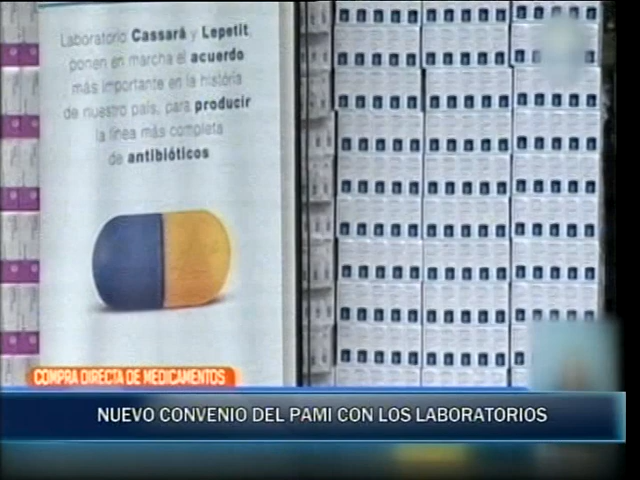 Laboratorio Cassará y Lepetit,
ponen en marcha el acuerdo
más importante en la historia
de nuestro país, para producir
la línea más completa
de antibióticos
COMPRA DIRECTA DE MEDICAMENTOS
NUEVO CONVENIO DEL PAMI CON LOS LABORATORIOS